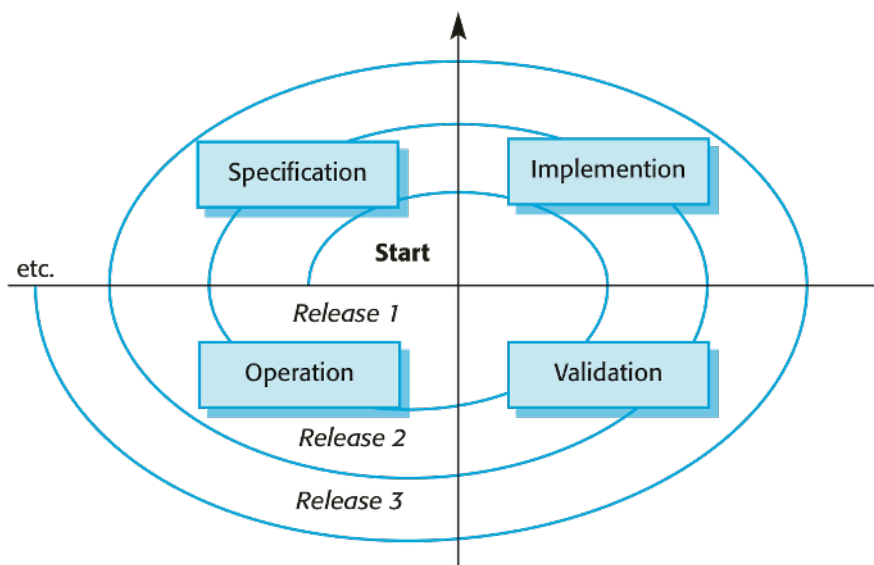 Specification
Implemention
Start
etc.
Release 1
Operation
Validation
Release 2
Release 3